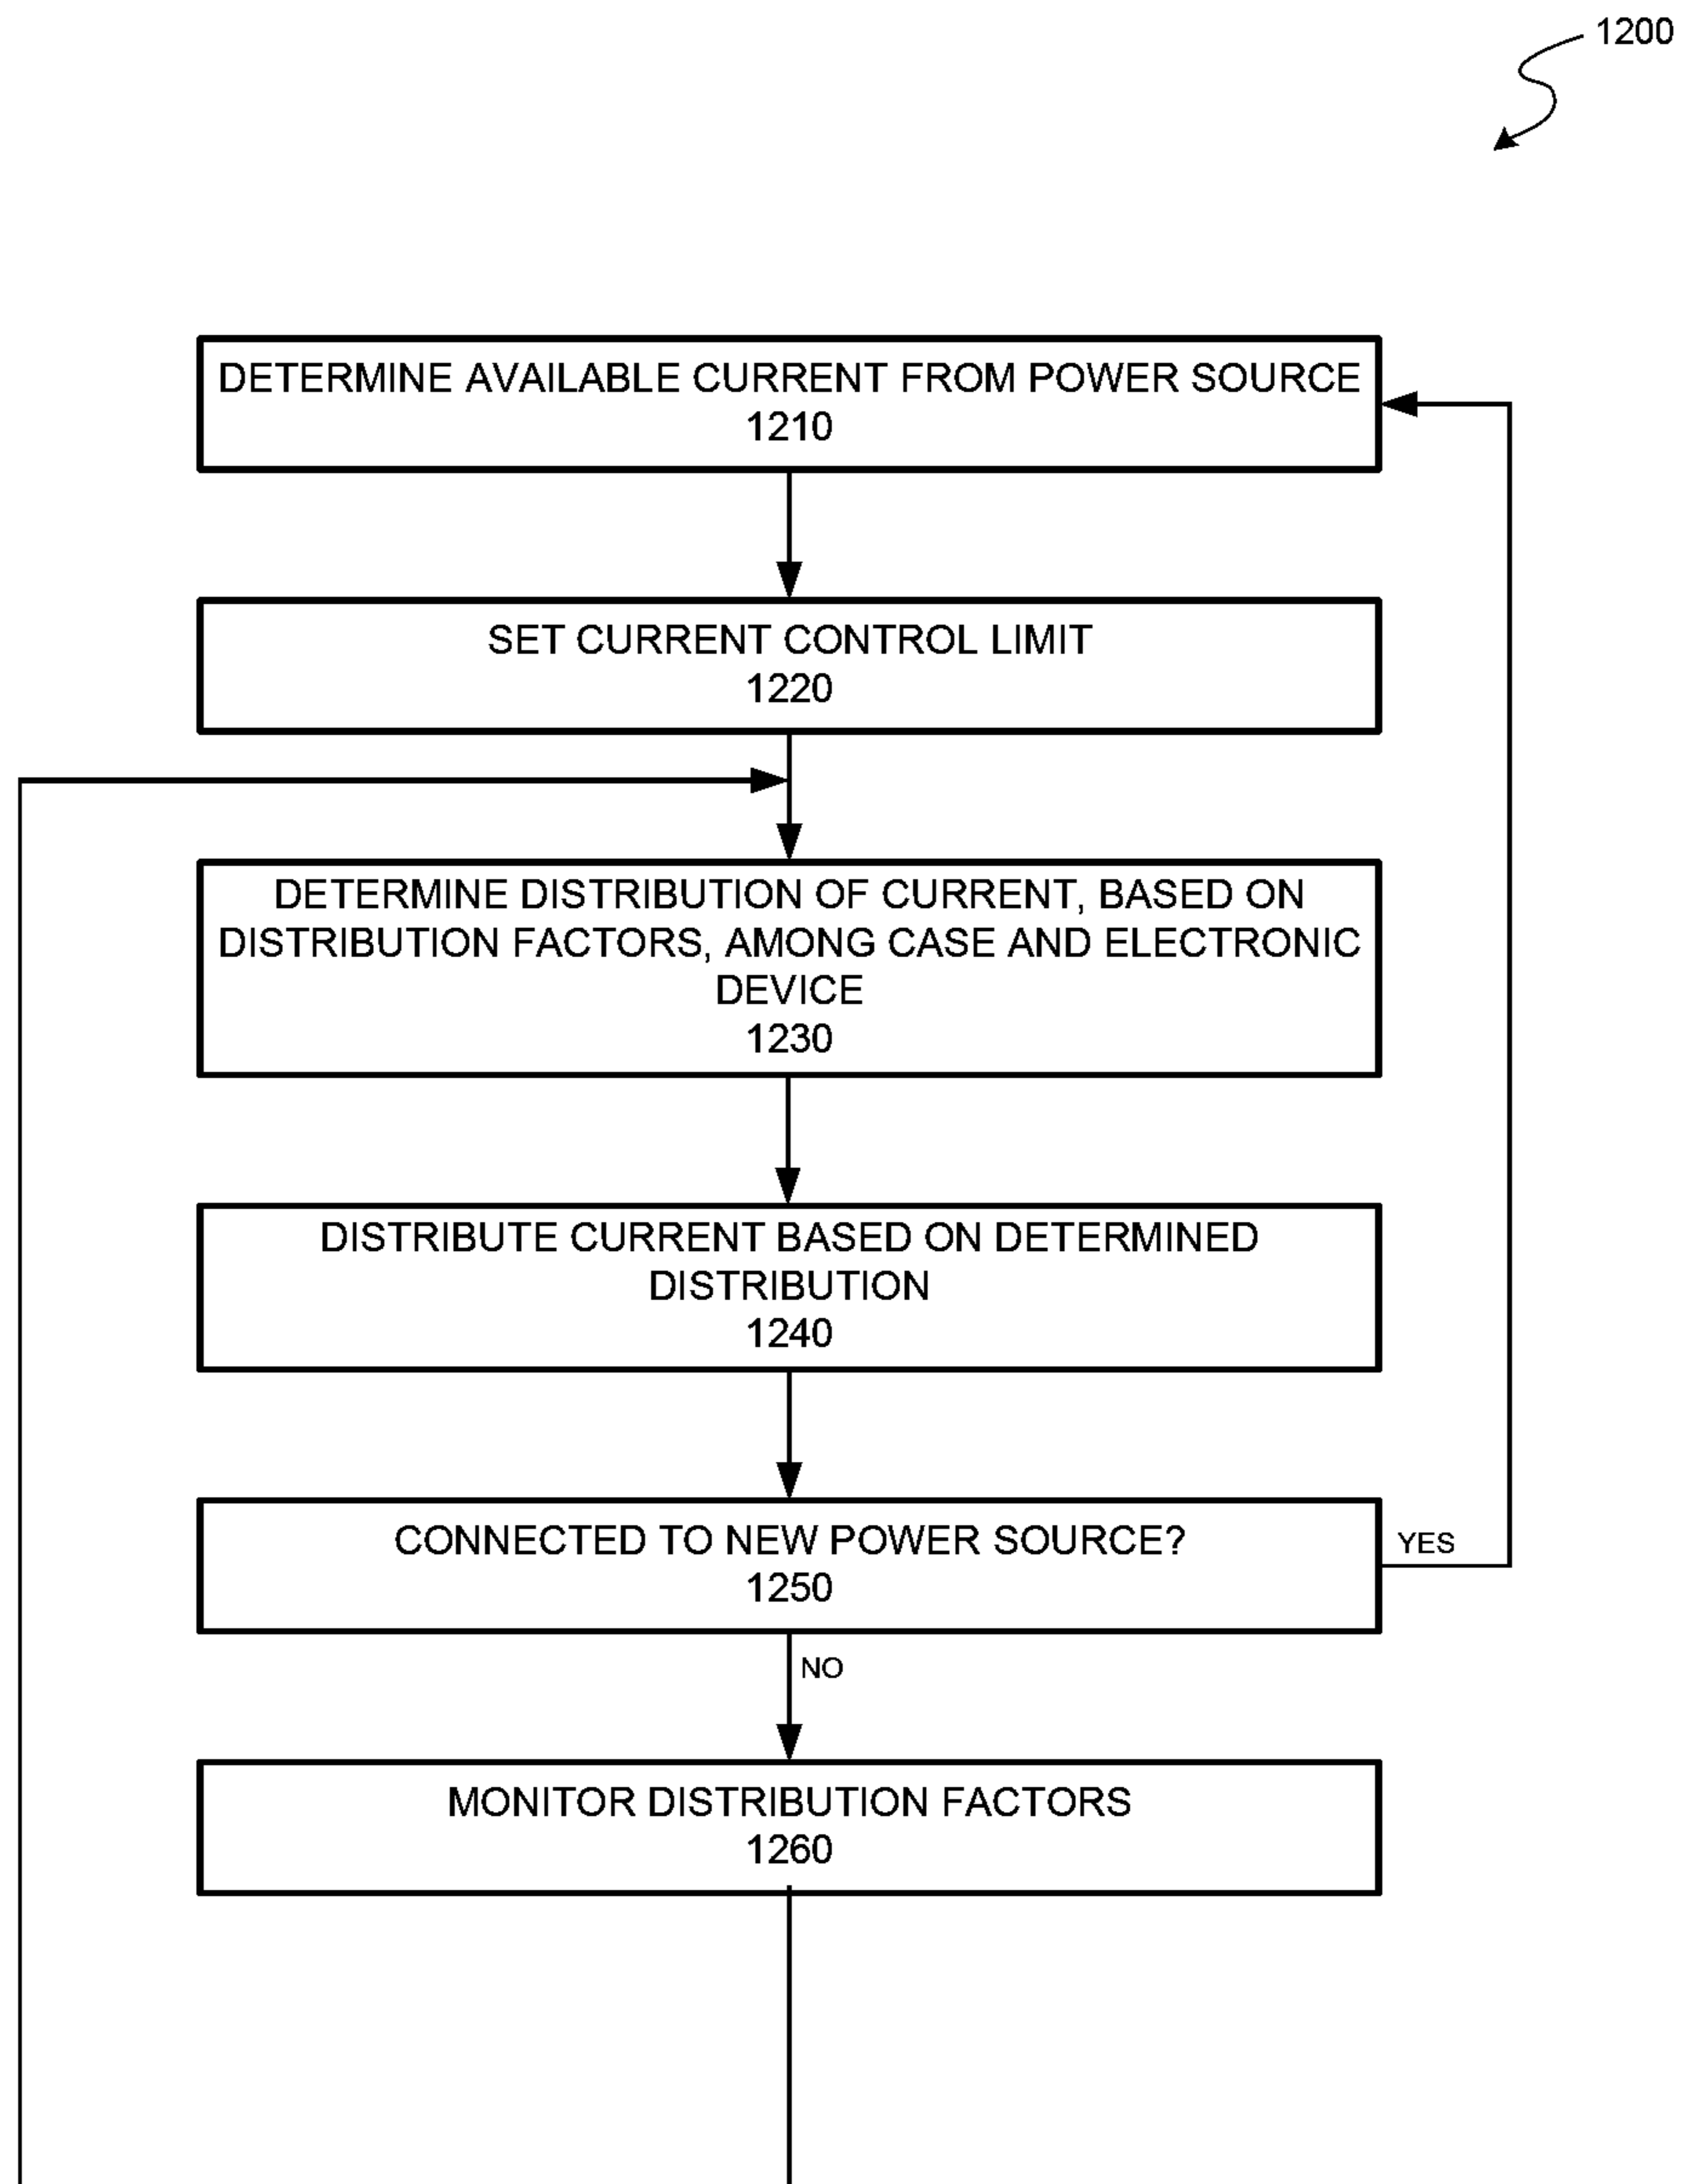 1200
DETERMINE AVAILABLE CURRENT FROM POWER SOURCE
1210
SET CURRENT CONTROL LIMIT
1220
DETERMINE DISTRIBUTION OF CURRENT, BASED ON
DISTRIBUTION FACTORS, AMONG CASE AND ELECTRONIC
DEVICE
1230
DISTRIBUTE CURRENT BASED ON DETERMINED
DISTRIBUTION
1240
CONNECTED TO NEW POWER SOURCE?
1250
YES
NO
MONITOR DISTRIBUTION FACTORS
1260